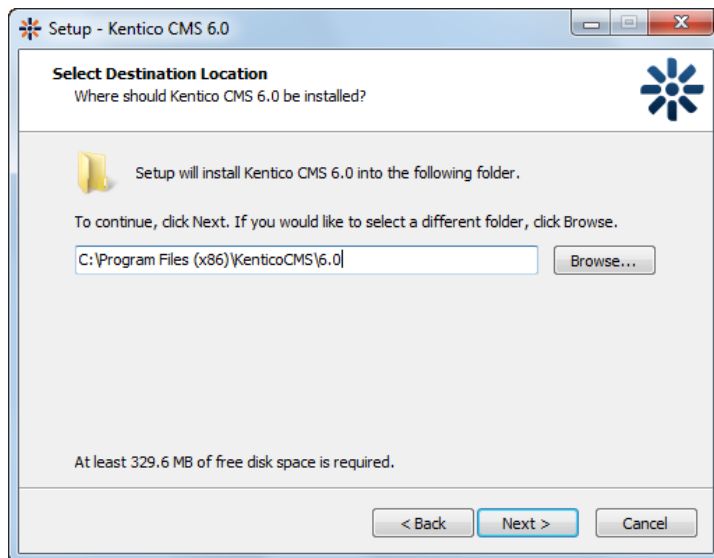 Setup - Kentico CMS 6.0
Select Destination Location
Where should Kentico CMS 6.0 be installed?
Setup will install Kentico CMS 6.0 into the following folder.
To continue, click Next. If you would like to select a different folder, click Browse.
C:\Program Files (x86)\KenticoCMS\6.0
Browse...
At least 329.6 MB of free disk space is required.
< Back
Next >
Cancel